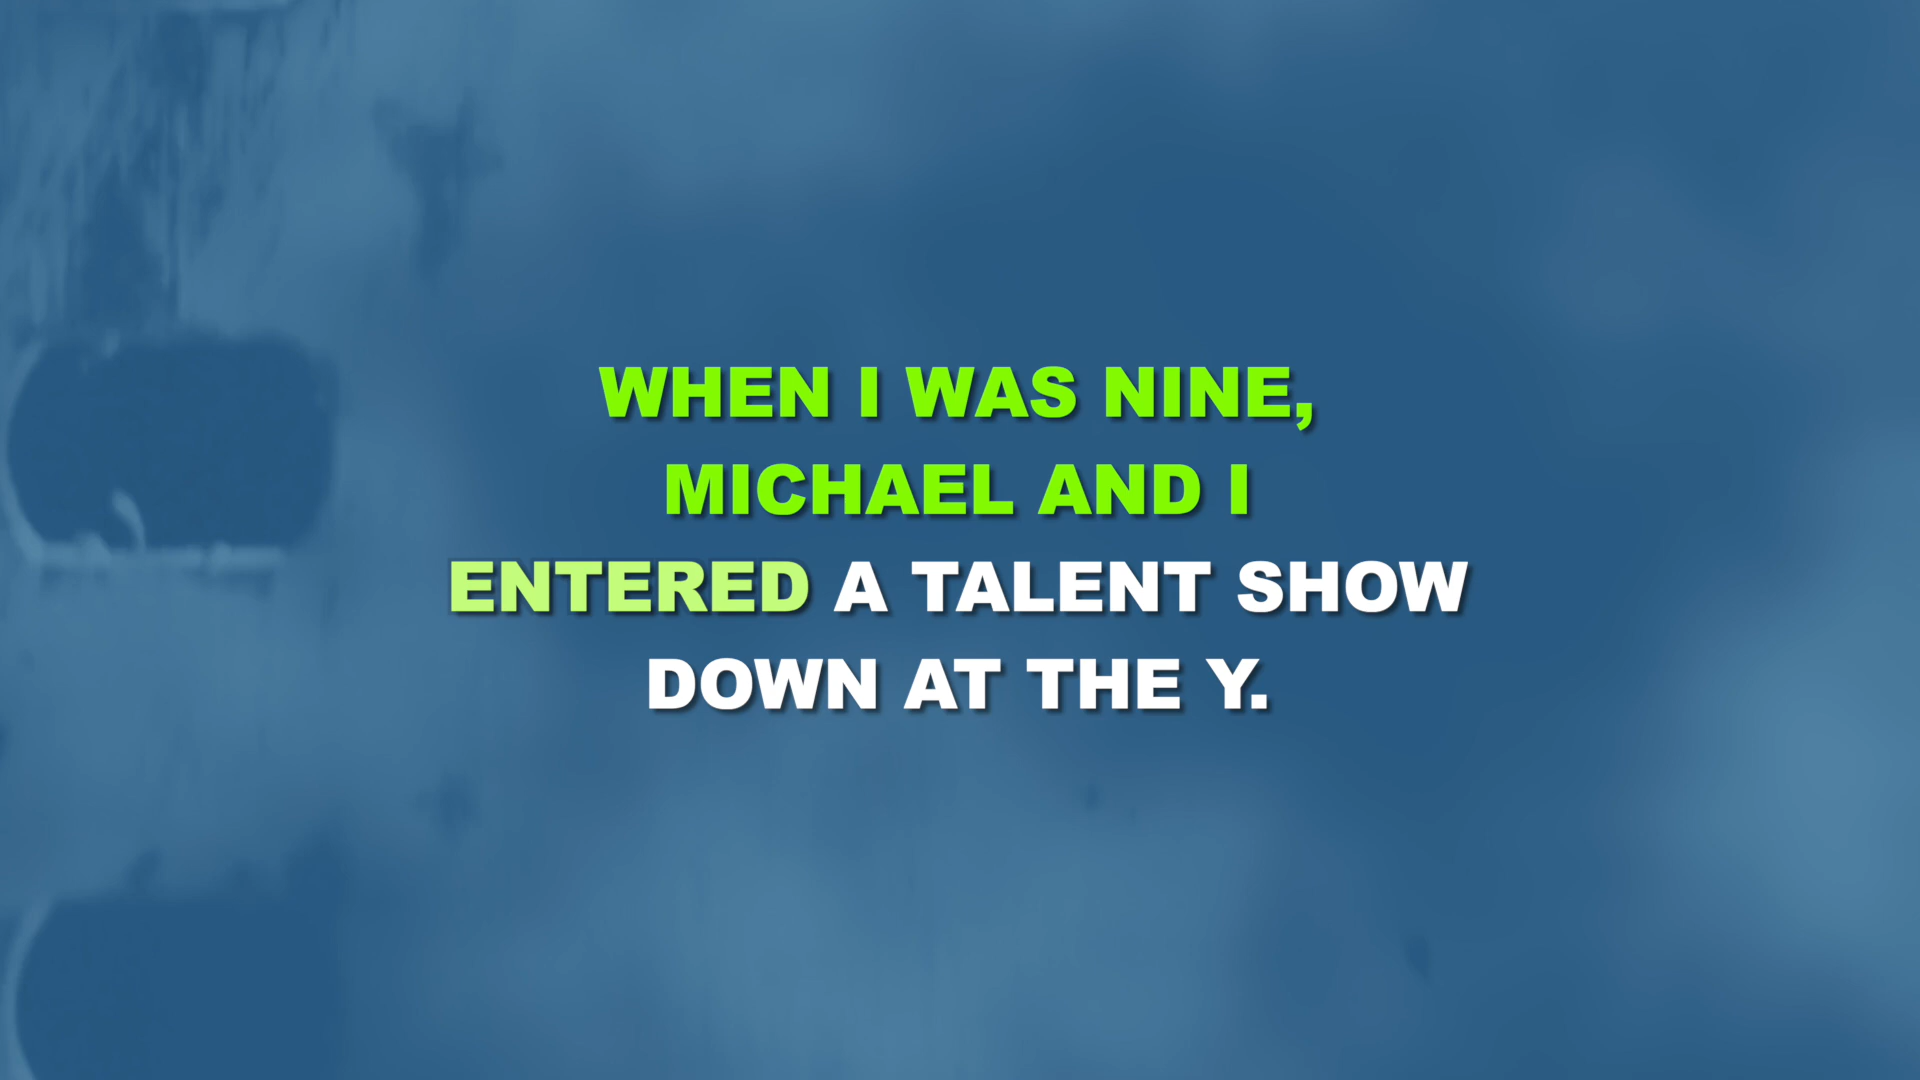 WHEN I WAS NINE,
MICHAEL AND I
ENTERED A TALENT SHOW
DOWN AT THE Y.